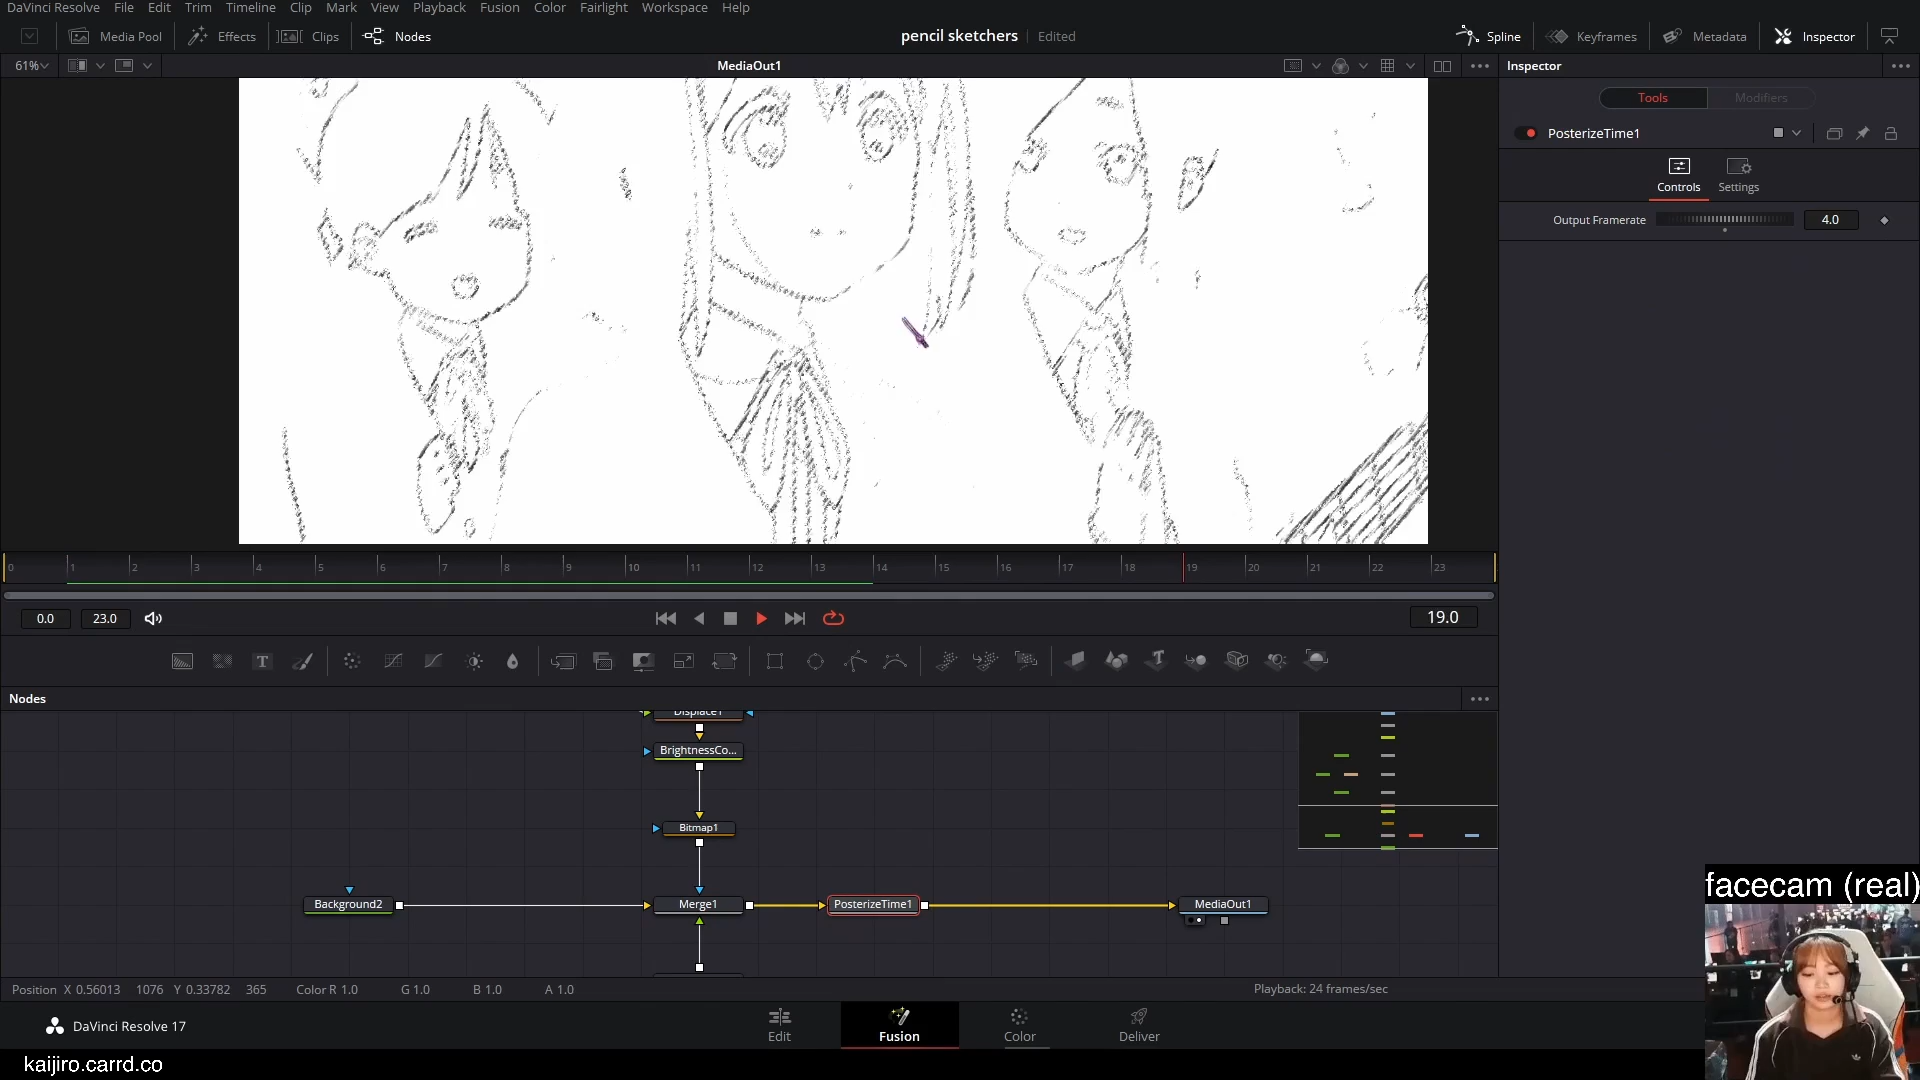 DaVinci Resolve File Edit Trim Timeline Clip Mark View Playback Fusion Color Fairlight Workspace Help
Media Pool Effects Clips Nodes pencil sketchers Edited Spline Keyframes Metadata Inspector
61% MediaOut1 Inspector
Tools Modifiers
PosterizeTime1
Controls Settings
Output Framerate 4.0
0 1 2 3 4 5 6 7 8 9 10 11 12 13 14 15 16 17 18 19 20 21 22 23
0.0 23.0 19.0
T
Nodes
Displace1
BrightnessCo...
Bitmap1
Background2 Merge1 PosterizeTime1 MediaOut1
Position X 0.56013 1076 Y 0.33782 365 Color R 1.0 G 1.0 B 1.0 A 1.0 Playback: 24 frames/sec
DaVinci Resolve 17 Edit Fusion Color Deliver
kaijiro.carrd.co
facecam (real)